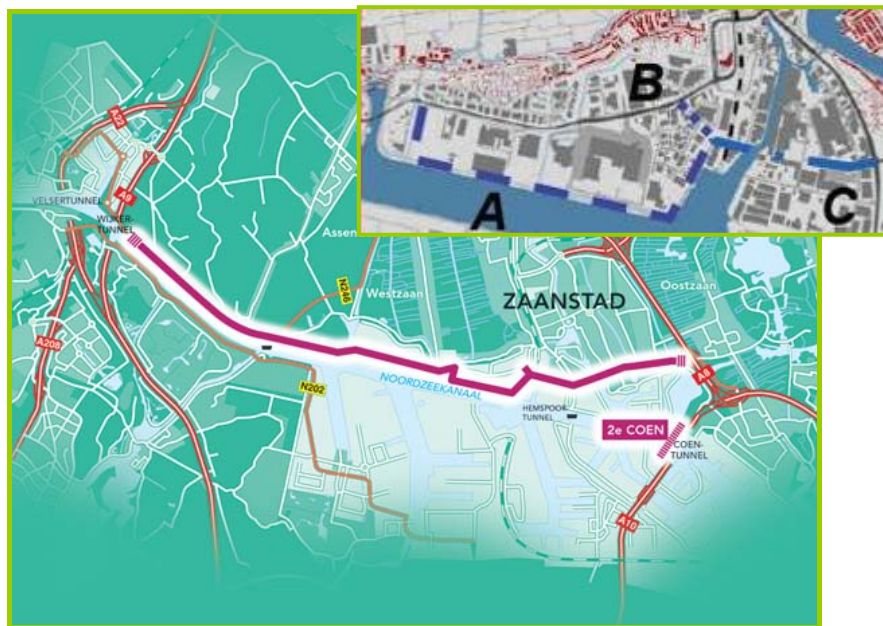 B
A
C
A22
VELSERTUNNEL
A9
WIJKER-
TUNNEL
Assen
N246
Westzaan
ZAANSTAD
Oostzaan
A208
N202
NOORDZEEKANAAL
HEMSPOOR-
TUNNEL
A8
2e COEN
COEN-
TUNNEL
A10